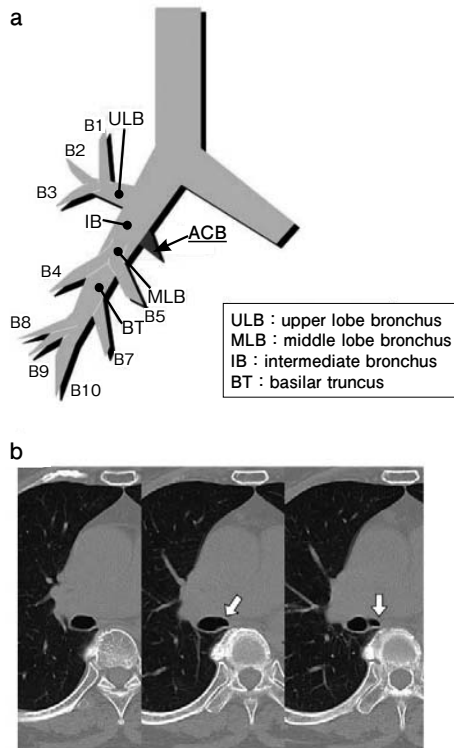 a
B1
ULB
B2
B3
IB
ACB
B4
MLB
B5
BT
B8
B7
B9
B10
ULB : upper lobe bronchus
MLB : middle lobe bronchus
IB : intermediate bronchus
BT : basilar truncus
b